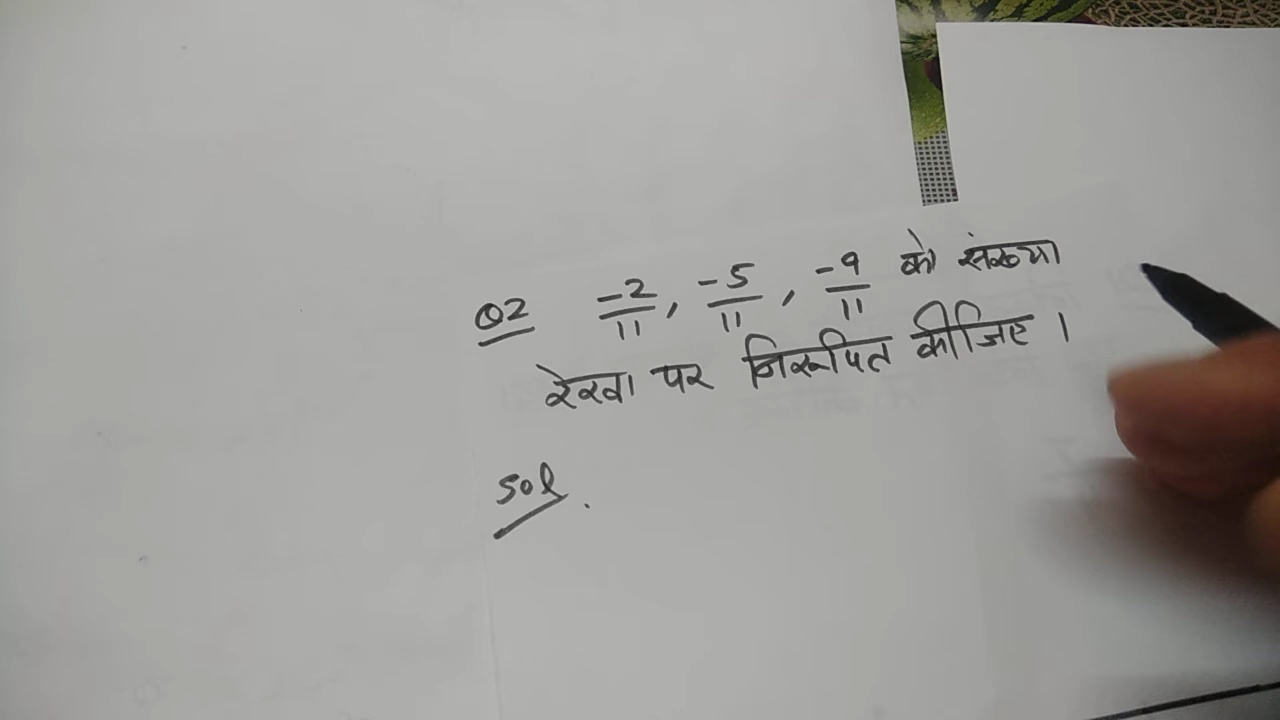 Q2 -2/11, -5/11, -9/11 को संख्या
रेखा पर निरूपित कीजिए।
Sol.